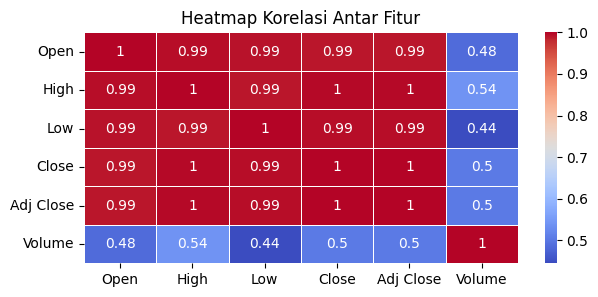 Heatmap Korelasi Antar Fitur
Open 1 0.99 0.99 0.99 0.99 0.48
High 0.99 1 0.99 1 1 0.54
Low 0.99 0.99 1 0.99 0.99 0.44
Close 0.99 1 0.99 1 1 0.5
Adj Close 0.99 1 0.99 1 1 0.5
Volume 0.48 0.54 0.44 0.5 0.5 1
Open High Low Close Adj Close Volume
1.0
0.9
0.8
0.7
0.6
0.5